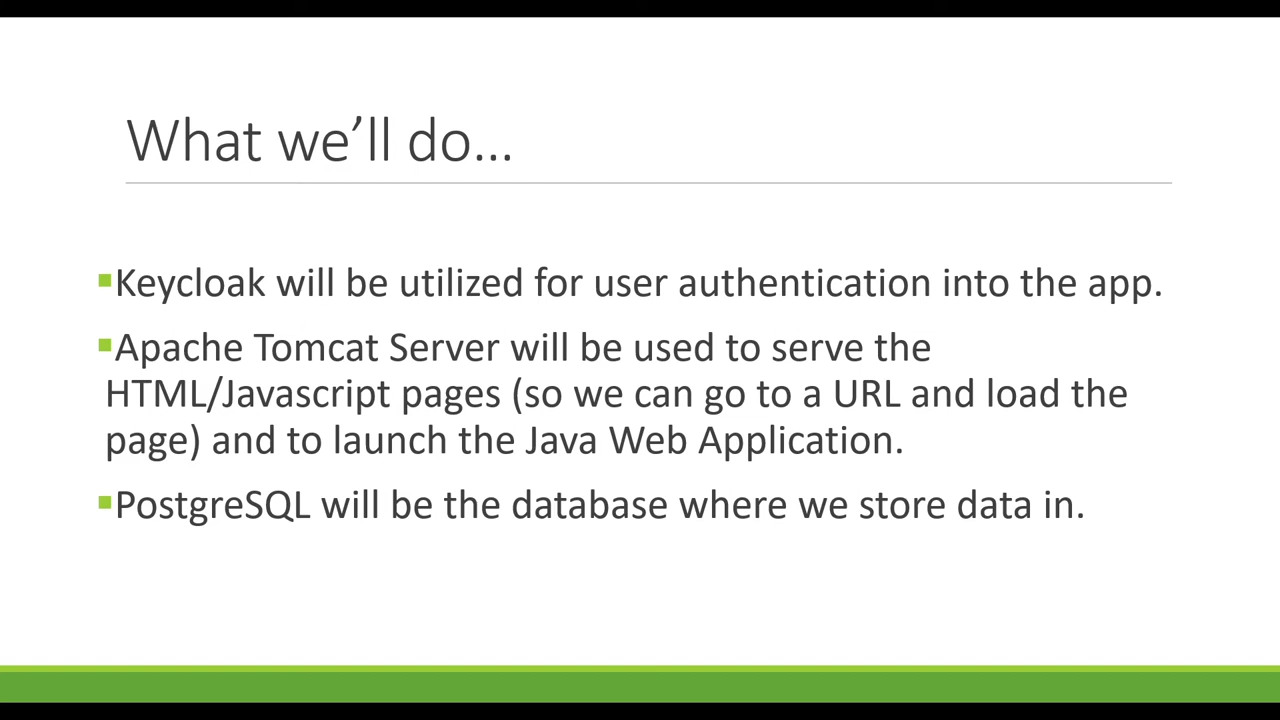 What we’ll do…
Keycloak will be utilized for user authentication into the app.
Apache Tomcat Server will be used to serve the
HTML/Javascript pages (so we can go to a URL and load the
page) and to launch the Java Web Application.
PostgreSQL will be the database where we store data in.